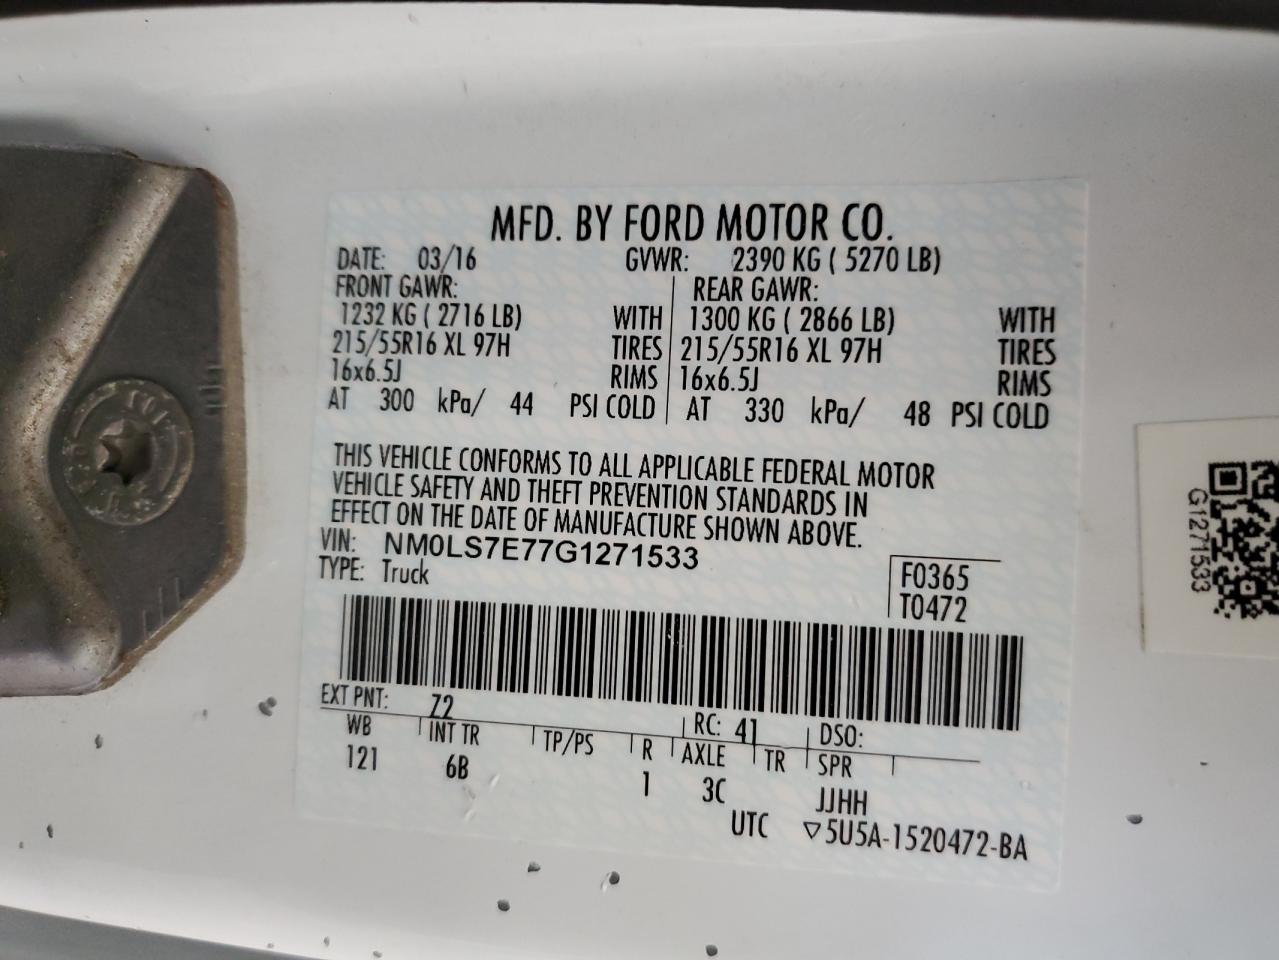 MFD. BY FORD MOTOR CO.
DATE: 03/16 GVWR: 2390 KG ( 5270 LB)
FRONT GAWR: REAR GAWR:
1232 KG ( 2716 LB) WITH 1300 KG ( 2866 LB) WITH
215/55R16 XL 97H TIRES 215/55R16 XL 97H TIRES
16x6.5J RIMS 16x6.5J RIMS
AT 300 kPa/ 44 PSI COLD AT 330 kPa/ 48 PSI COLD
THIS VEHICLE CONFORMS TO ALL APPLICABLE FEDERAL MOTOR
VEHICLE SAFETY AND THEFT PREVENTION STANDARDS IN
EFFECT ON THE DATE OF MANUFACTURE SHOWN ABOVE.
VIN: NM0LS7E77G1271533
TYPE: Truck
F0365
T0472
EXT PNT: Z2 RC: 41 DSO:
WB INT TR TP/PS R AXLE TR SPR
121 6B 1 3C JJHH
UTC ▽5U5A-1520472-BA
G1271533